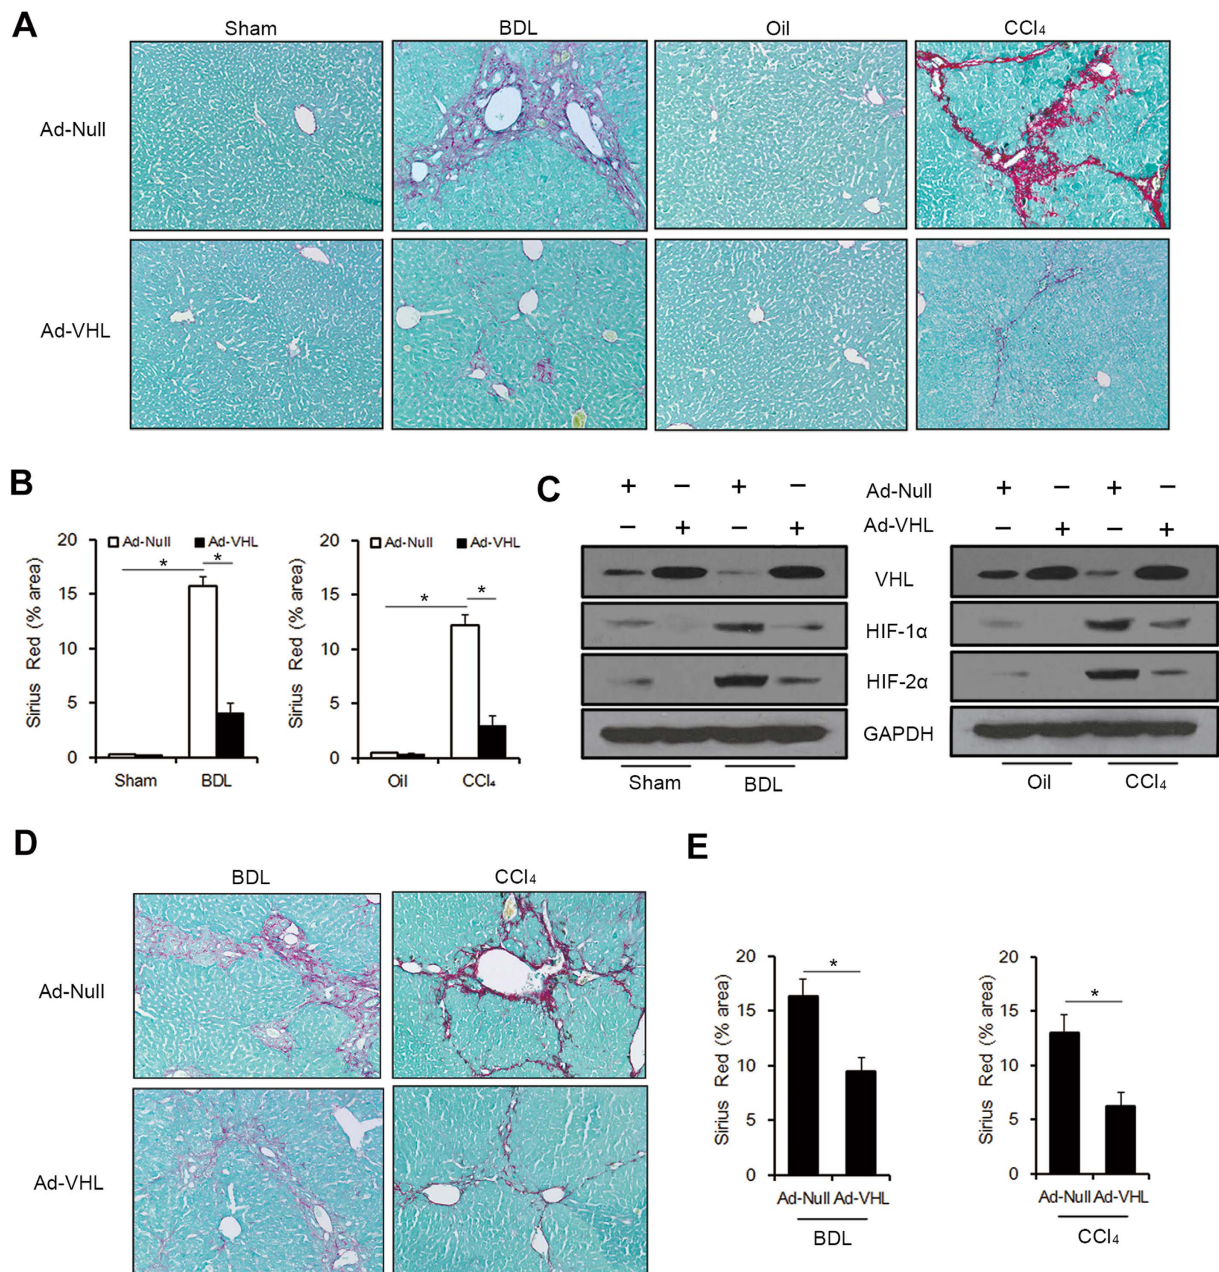 A
Sham BDL Oil CCl₄
Ad-Null
Ad-VHL
B
Sirius Red (% area)
20
15
10
5
0
Ad-Null Ad-VHL
* *
Sham BDL
Sirius Red (% area)
20
15
10
5
0
Ad-Null Ad-VHL
* *
Oil CCl₄
C
+ − + − Ad-Null + − + −
− + − + Ad-VHL − + − +
VHL
HIF-1α
HIF-2α
GAPDH
Sham BDL Oil CCl₄
D
BDL CCl₄
Ad-Null
Ad-VHL
E
Sirius Red (% area)
20
15
10
5
0
*
Ad-Null Ad-VHL
BDL
Sirius Red (% area)
20
15
10
5
0
*
Ad-Null Ad-VHL
CCl₄